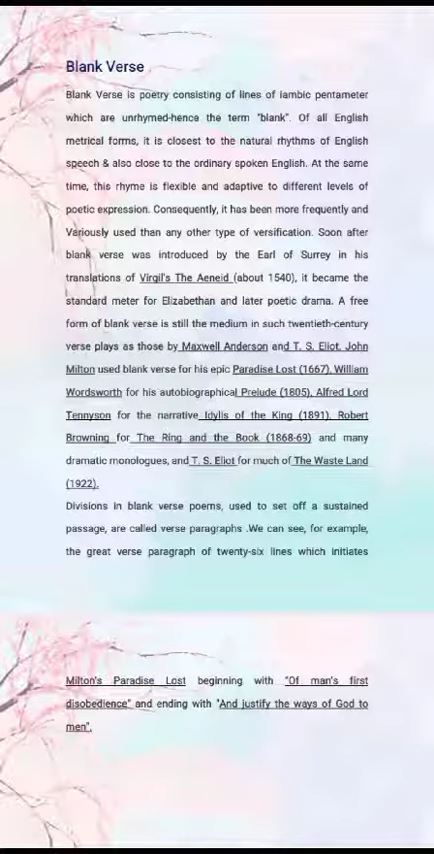 Blank Verse
Blank Verse is poetry consisting of lines of iambic pentameter
which are unrhymed-hence the term "blank". Of all English
metrical forms, it is closest to the natural rhythms of English
speech & also close to the ordinary spoken English. At the same
time, this rhyme is flexible and adaptive to different levels of
poetic expression. Consequently, it has been more frequently and
Variously used than any other type of versification. Soon after
blank verse was introduced by the Earl of Surrey in his
translations of Virgil's The Aeneid (about 1540), it became the
standard meter for Elizabethan and later poetic drama. A free
form of blank verse is still the medium in such twentieth-century
verse plays as those by Maxwell Anderson and T. S. Eliot. John
Milton used blank verse for his epic Paradise Lost (1667), William
Wordsworth for his autobiographical Prelude (1805), Alfred Lord
Tennyson for the narrative Idylls of the King (1891), Robert
Browning for The Ring and the Book (1868-69) and many
dramatic monologues, and T. S. Eliot for much of The Waste Land
(1922).
Divisions in blank verse poems, used to set off a sustained
passage, are called verse paragraphs .We can see, for example,
the great verse paragraph of twenty-six lines which initiates
Milton's Paradise Lost beginning with "Of man's first
disobedience" and ending with "And justify the ways of God to
men".